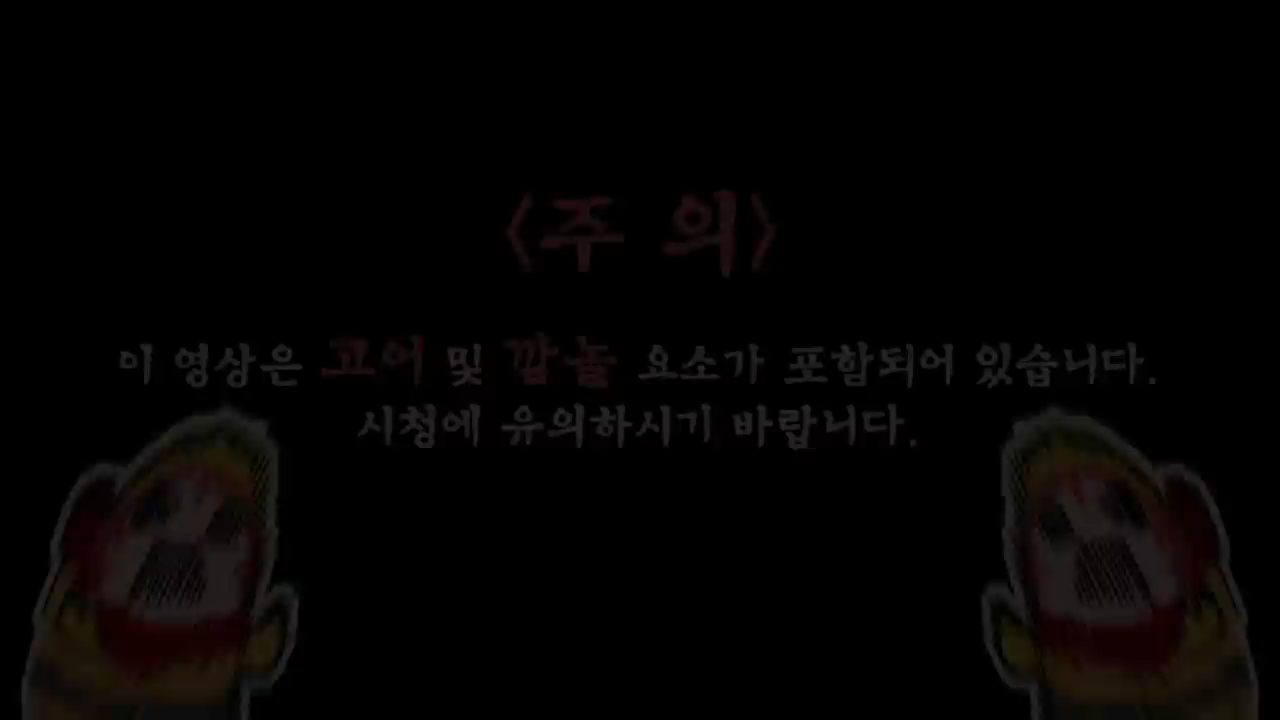 <주 의>
이 영상은 고어 및 깜놀 요소가 포함되어 있습니다.
시청에 유의하시기 바랍니다.